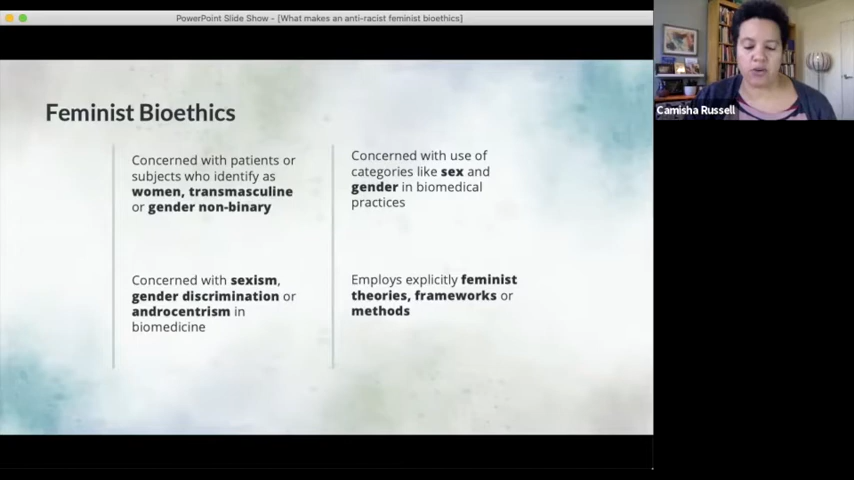 PowerPoint Slide Show - [What makes an anti-racist feminist bioethics]
Feminist Bioethics
Concerned with patients or
subjects who identify as
women, transmasculine
or gender non-binary
Concerned with use of
categories like sex and
gender in biomedical
practices
Concerned with sexism,
gender discrimination or
androcentrism in
biomedicine
Employs explicitly feminist
theories, frameworks or
methods
Camisha Russell